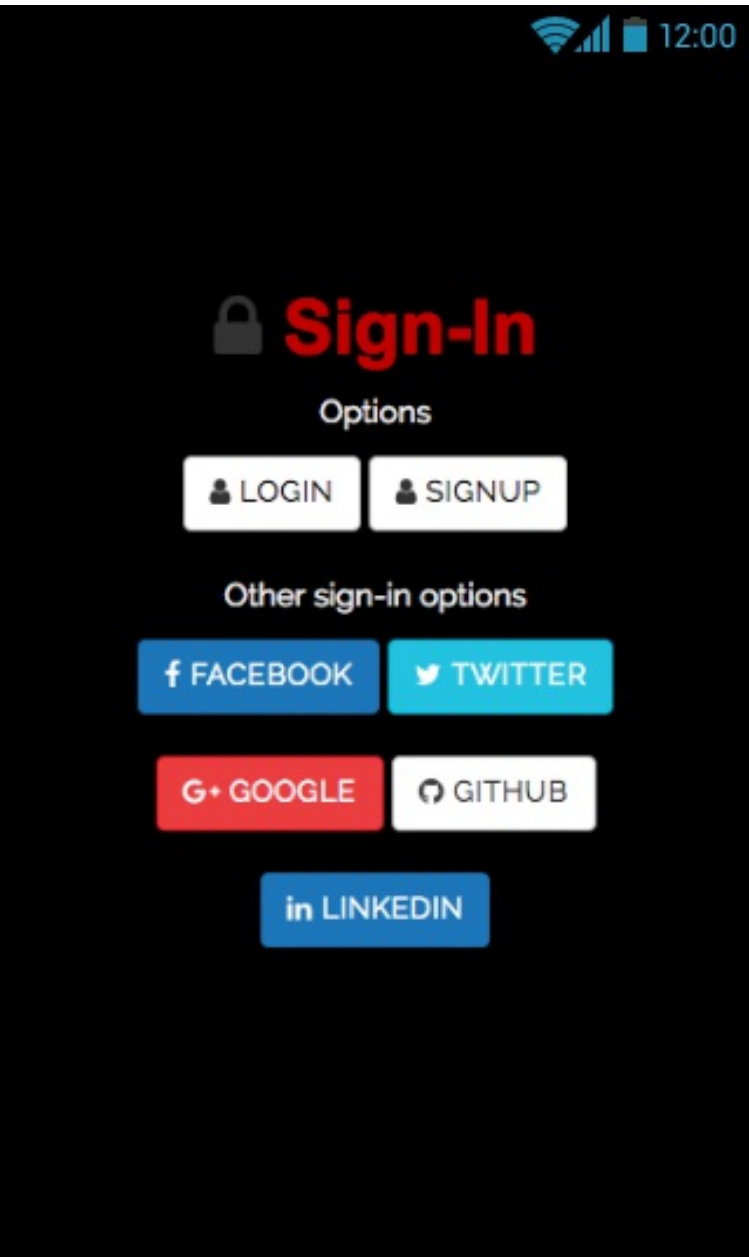 12:00
Sign-In
Options
LOGIN SIGNUP
Other sign-in options
f FACEBOOK TWITTER
G+ GOOGLE GITHUB
in LINKEDIN